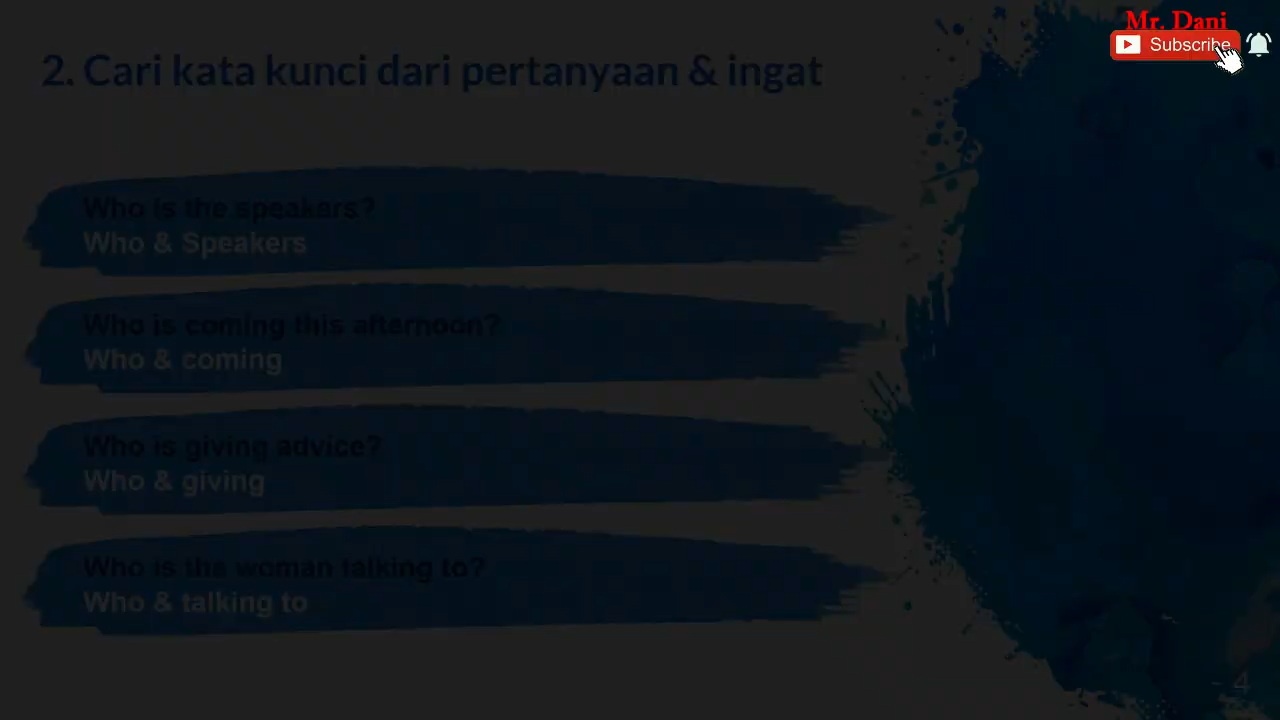 Mr. Dani
Subscribe
2. Cari kata kunci dari pertanyaan & ingat
Who is the speakers?
Who & Speakers
Who is coming this afternoon?
Who & coming
Who is giving advice?
Who & giving
Who is the woman talking to?
Who & talking to
- 4